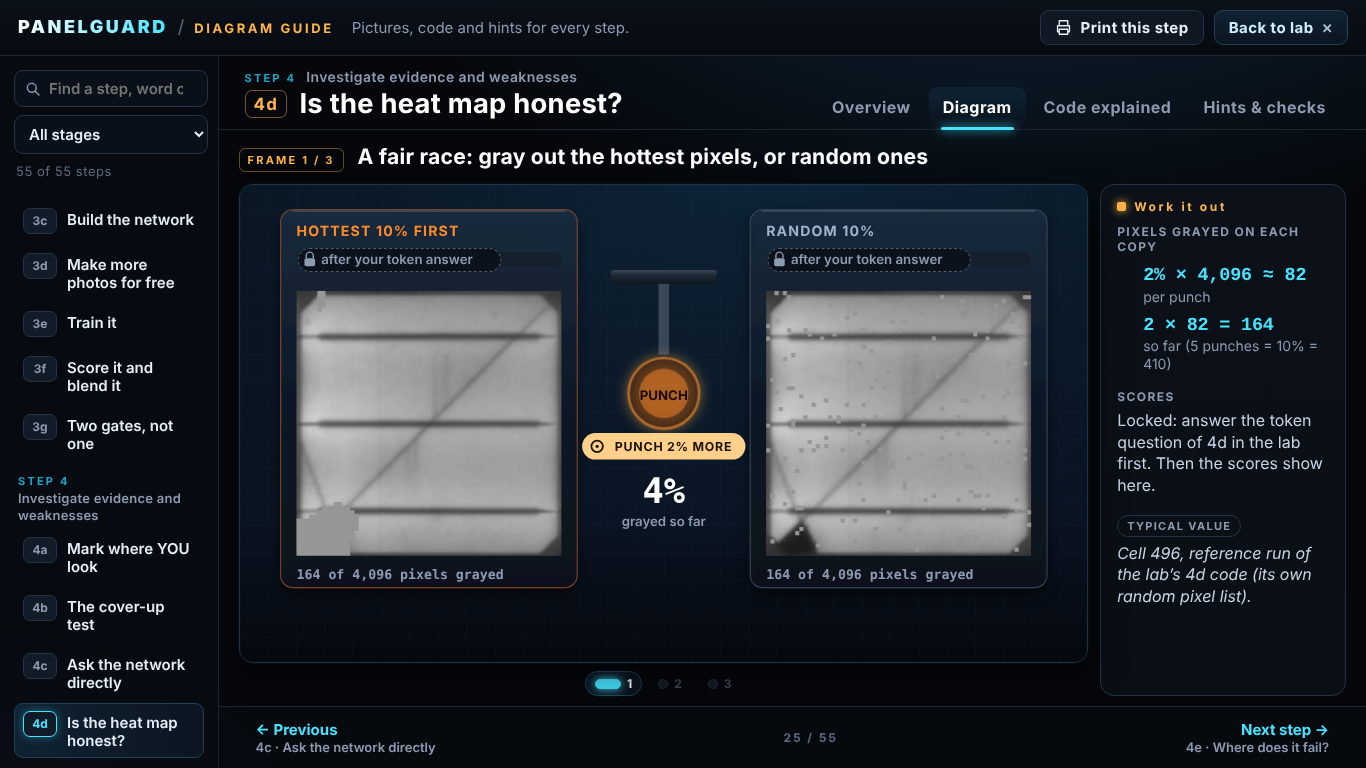 PANELGUARD / DIAGRAM GUIDE Pictures, code and hints for every step.
Print this step
Back to lab ×
Find a step, word c
All stages
55 of 55 steps
3c Build the network
3d Make more
photos for free
3e Train it
3f Score it and
blend it
3g Two gates, not
one
STEP 4
Investigate evidence and
weaknesses
4a Mark where YOU
look
4b The cover-up
test
4c Ask the network
directly
4d Is the heat map
honest?
STEP 4 Investigate evidence and weaknesses
4d Is the heat map honest?
Overview
Diagram
Code explained
Hints & checks
FRAME 1 / 3 A fair race: gray out the hottest pixels, or random ones
HOTTEST 10% FIRST
after your token answer
164 of 4,096 pixels grayed
PUNCH
PUNCH 2% MORE
4%
grayed so far
RANDOM 10%
after your token answer
164 of 4,096 pixels grayed
1 2 3
Work it out
PIXELS GRAYED ON EACH
COPY
2% × 4,096 ≈ 82
per punch
2 × 82 = 164
so far (5 punches = 10% =
410)
SCORES
Locked: answer the token
question of 4d in the lab
first. Then the scores show
here.
TYPICAL VALUE
Cell 496, reference run of
the lab's 4d code (its own
random pixel list).
← Previous
4c · Ask the network directly
25 / 55
Next step →
4e · Where does it fail?